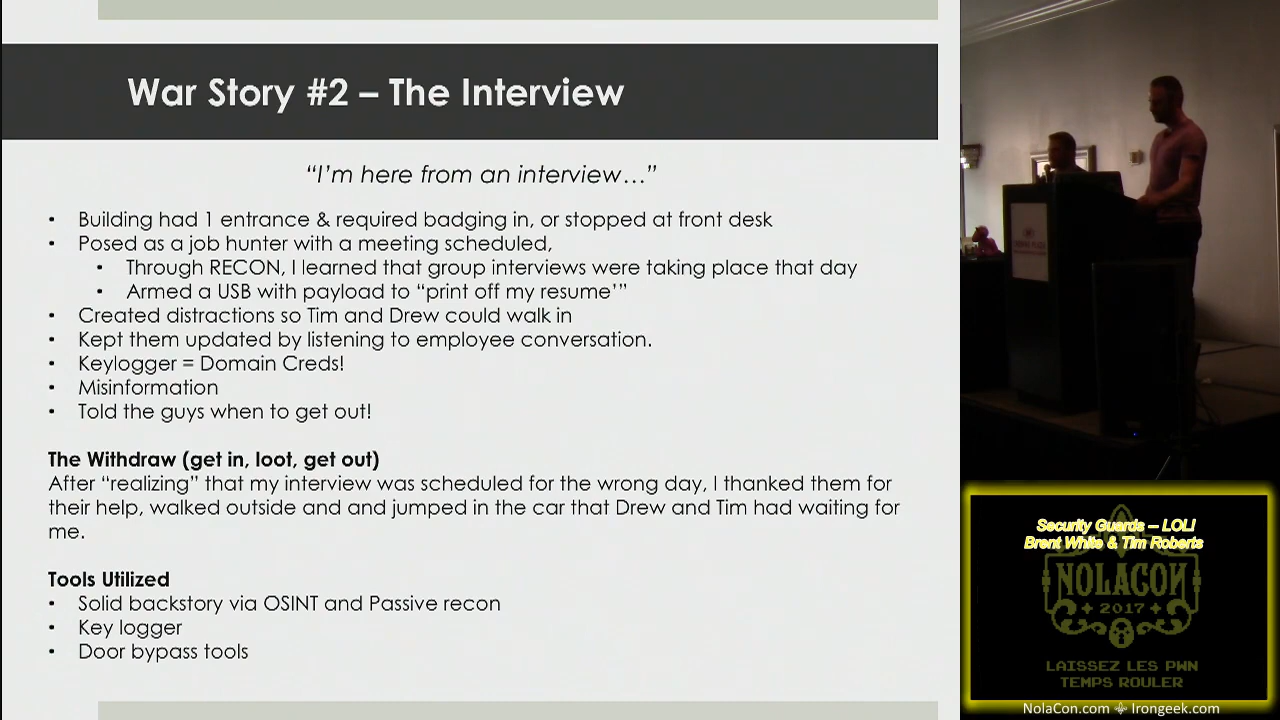 War Story #2 – The Interview
“I’m here from an interview…”
• Building had 1 entrance & required badging in, or stopped at front desk
• Posed as a job hunter with a meeting scheduled,
• Through RECON, I learned that group interviews were taking place that day
• Armed a USB with payload to “print off my resume’”
• Created distractions so Tim and Drew could walk in
• Kept them updated by listening to employee conversation.
• Keylogger = Domain Creds!
• Misinformation
• Told the guys when to get out!
The Withdraw (get in, loot, get out)
After “realizing” that my interview was scheduled for the wrong day, I thanked them for
their help, walked outside and and jumped in the car that Drew and Tim had waiting for
me.
Tools Utilized
• Solid backstory via OSINT and Passive recon
• Key logger
• Door bypass tools
Security Guards -- LOL!
Brent White & Tim Roberts
NOLACON
2017
LAISSEZ LES PWN
TEMPS ROULER
NolaCon.com ⚜ Irongeek.com